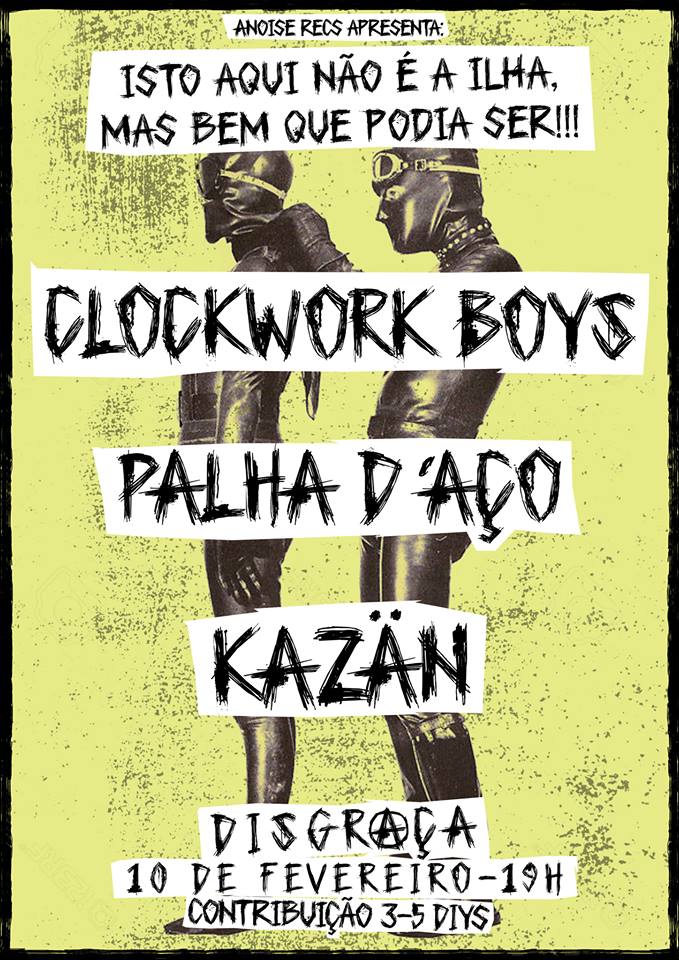 ANOISE RECS APRESENTA:
ISTO AQUI NÃO É A ILHA,
MAS BEM QUE PODIA SER!!!
CLOCKWORK BOYS
PALHA D'AÇO
KAZÄN
DISGRAÇA
10 DE FEVEREIRO-19H
CONTRIBUIÇÃO 3-5 DIYS